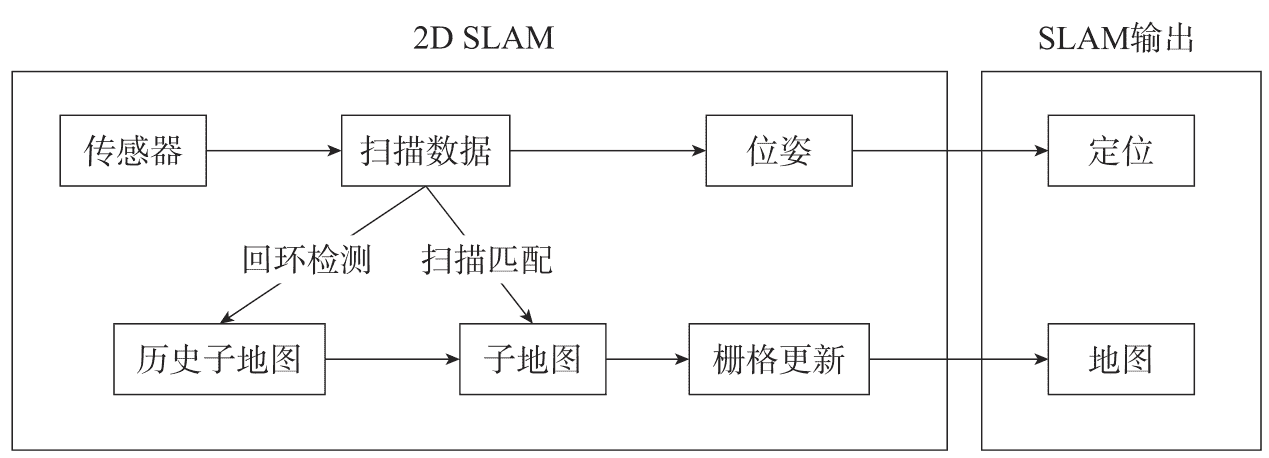 2D SLAM
SLAM输出
传感器
扫描数据
位姿
定位
回环检测
扫描匹配
历史子地图
子地图
栅格更新
地图